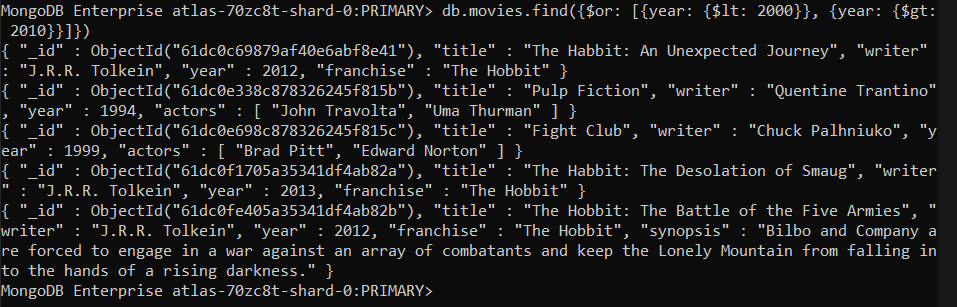 MongoDB Enterprise atlas-70zc8t-shard-0:PRIMARY> db.movies.find({$or: [{year: {$lt: 2000}}, {year: {$gt:
 2010}}]})
{ "_id" : ObjectId("61dc0c69879af40e6abf8e41"), "title" : "The Habbit: An Unexpected Journey", "writer"
: "J.R.R. Tolkein", "year" : 2012, "franchise" : "The Hobbit" }
{ "_id" : ObjectId("61dc0e338c878326245f815b"), "title" : "Pulp Fiction", "writer" : "Quentine Trantino"
, "year" : 1994, "actors" : [ "John Travolta", "Uma Thurman" ] }
{ "_id" : ObjectId("61dc0e698c878326245f815c"), "title" : "Fight Club", "writer" : "Chuck Palhniuko", "y
ear" : 1999, "actors" : [ "Brad Pitt", "Edward Norton" ] }
{ "_id" : ObjectId("61dc0f1705a35341df4ab82a"), "title" : "The Habbit: The Desolation of Smaug", "writer
" : "J.R.R. Tolkein", "year" : 2013, "franchise" : "The Hobbit" }
{ "_id" : ObjectId("61dc0fe405a35341df4ab82b"), "title" : "The Hobbit: The Battle of the Five Armies", "
writer" : "J.R.R. Tolkein", "year" : 2012, "franchise" : "The Hobbit", "synopsis" : "Bilbo and Company a
re forced to engage in a war against an array of combatants and keep the Lonely Mountain from falling in
to the hands of a rising darkness." }
MongoDB Enterprise atlas-70zc8t-shard-0:PRIMARY>